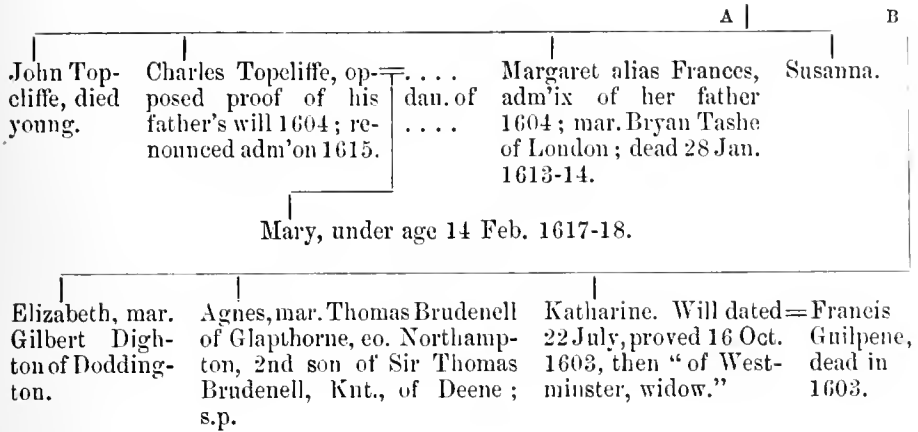 A B
John Top-
cliffe, died
young.
Charles Topcliffe, op-
posed proof of his
father's will 1604; re-
nounced adm'on 1615.
. . . .
dau. of
. . . .
Margaret alias Frances,
adm'ix of her father
1604; mar. Bryan Tashe
of London; dead 28 Jan.
1613-14.
Susanna.
Mary, under age 14 Feb. 1617-18.
Elizabeth, mar.
Gilbert Digh-
ton of Dodding-
ton.
Agnes, mar. Thomas Brudenell
of Glapthorne, co. Northamp-
ton, 2nd son of Sir Thomas
Brudenell, Knt., of Deene;
s.p.
Katharine. Will dated
22 July, proved 16 Oct.
1603, then "of West-
minster, widow."
=Francis
Guilpene,
dead in
1603.